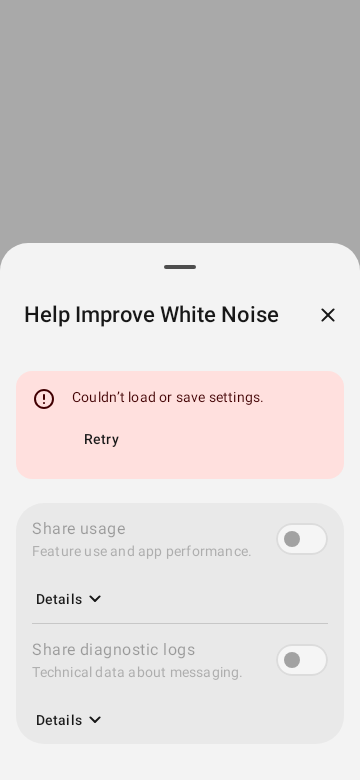 Help Improve White Noise
Couldn't load or save settings.
Retry
Share usage
Feature use and app performance.
Details
Share diagnostic logs
Technical data about messaging.
Details